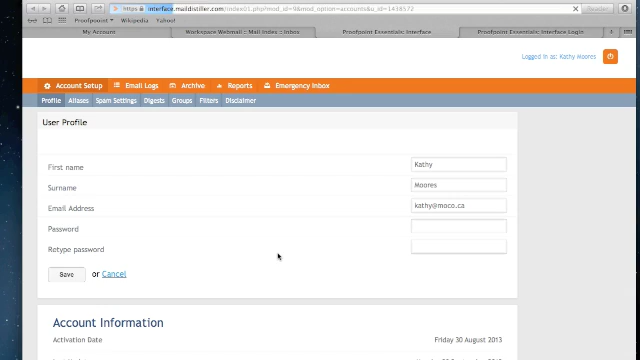 https interface.maildistiller.com/index01.php?mod_id=9&mod_option=accounts&u_id=1438572 Reader
Proofpoint Wikipedia Yahoo!
My Account Workspace Webmail :: Mail Index :: Inbox Proofpoint Essentials: Interface Proofpoint Essentials: Interface Login
Logged in as: Kathy Moores
Account Setup Email Logs Archive Reports Emergency Inbox
Profile Aliases Spam Settings Digests Groups Filters Disclaimer
User Profile
First name Kathy
Surname Moores
Email Address kathy@moco.ca
Password
Retype password
Save or Cancel
Account Information
Activation Date Friday 30 August 2013